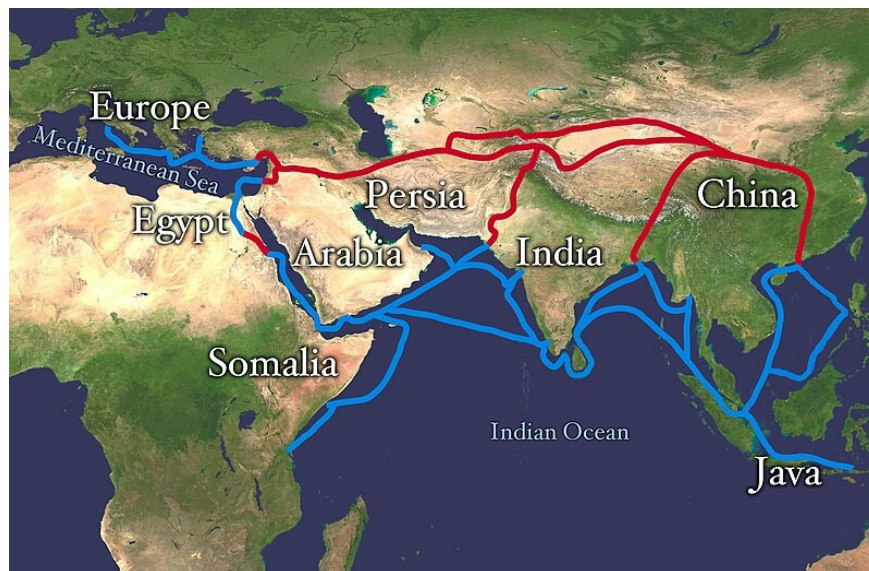 Europe
Mediterranean Sea
Egypt
Arabia
Persia
India
China
Somalia
Indian Ocean
Java